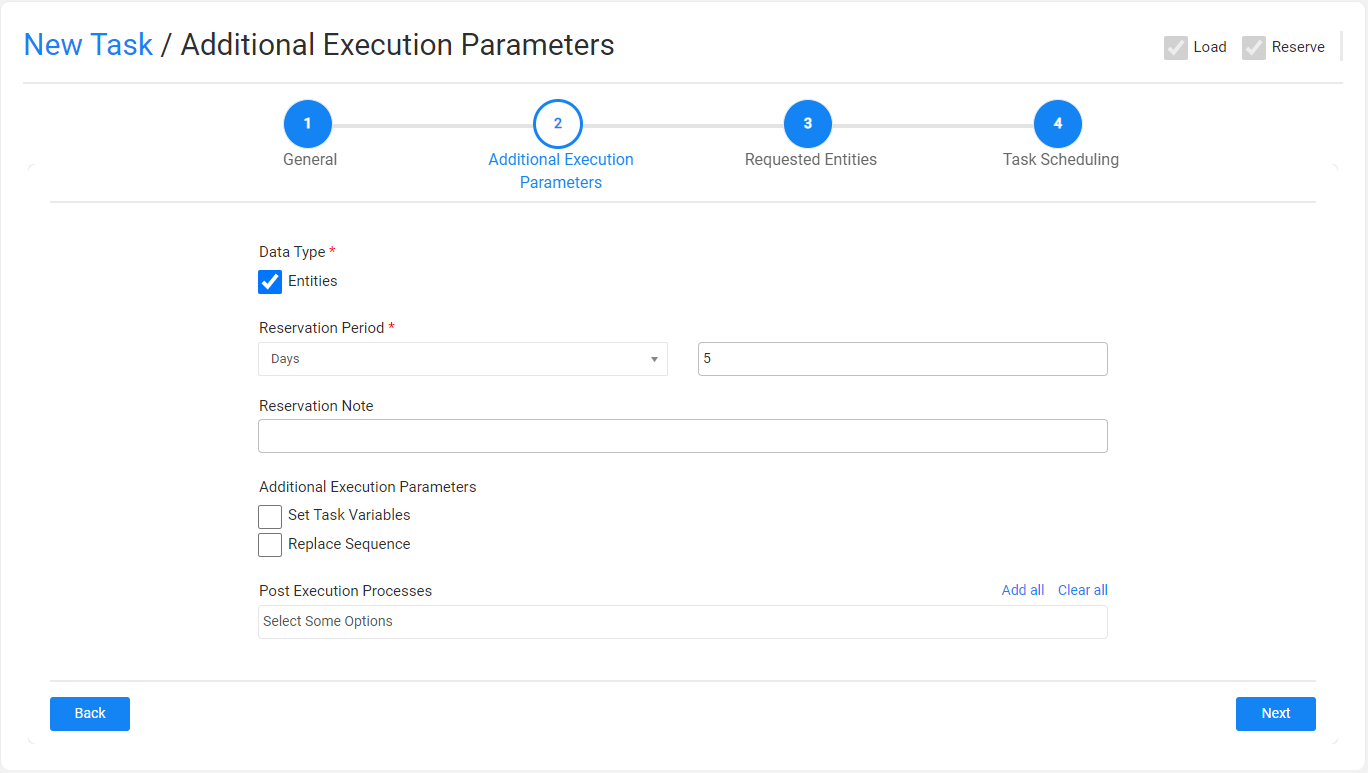 New Task / Additional Execution Parameters
Load Reserve
1 2 3 4
General Additional Execution Requested Entities Task Scheduling
Parameters
Data Type *
Entities
Reservation Period *
Days 5
Reservation Note
Additional Execution Parameters
Set Task Variables
Replace Sequence
Post Execution Processes Add all Clear all
Select Some Options
Back Next